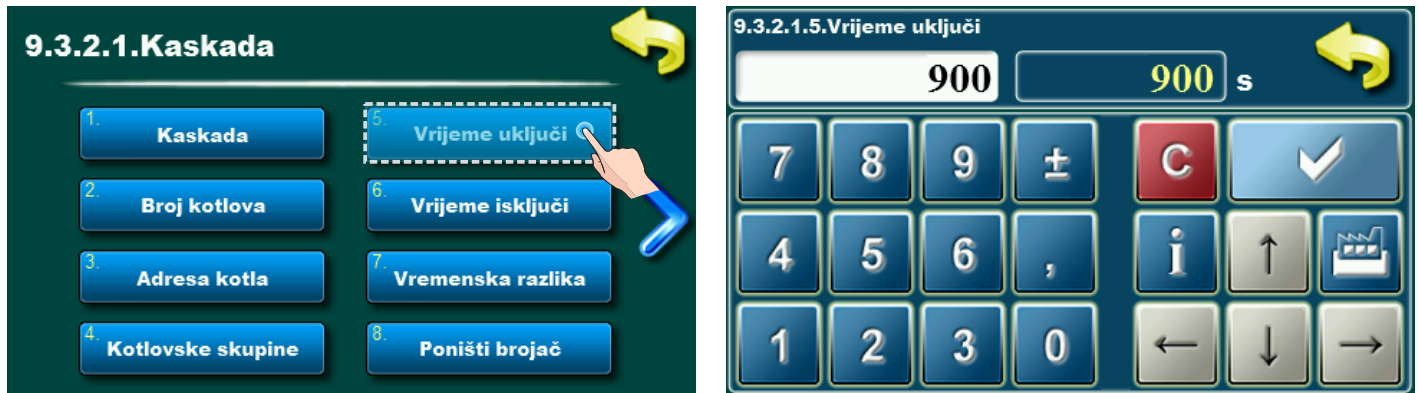 9.3.2.1.Kaskada
1. Kaskada
2. Broj kotlova
3. Adresa kotla
4. Kotlovske skupine
5. Vrijeme uključi
6. Vrijeme isključi
7. Vremenska razlika
8. Poništi brojač
9.3.2.1.5.Vrijeme uključi
900 900 s
7 8 9 ± C
4 5 6 , i ↑
1 2 3 0 ← ↓ →